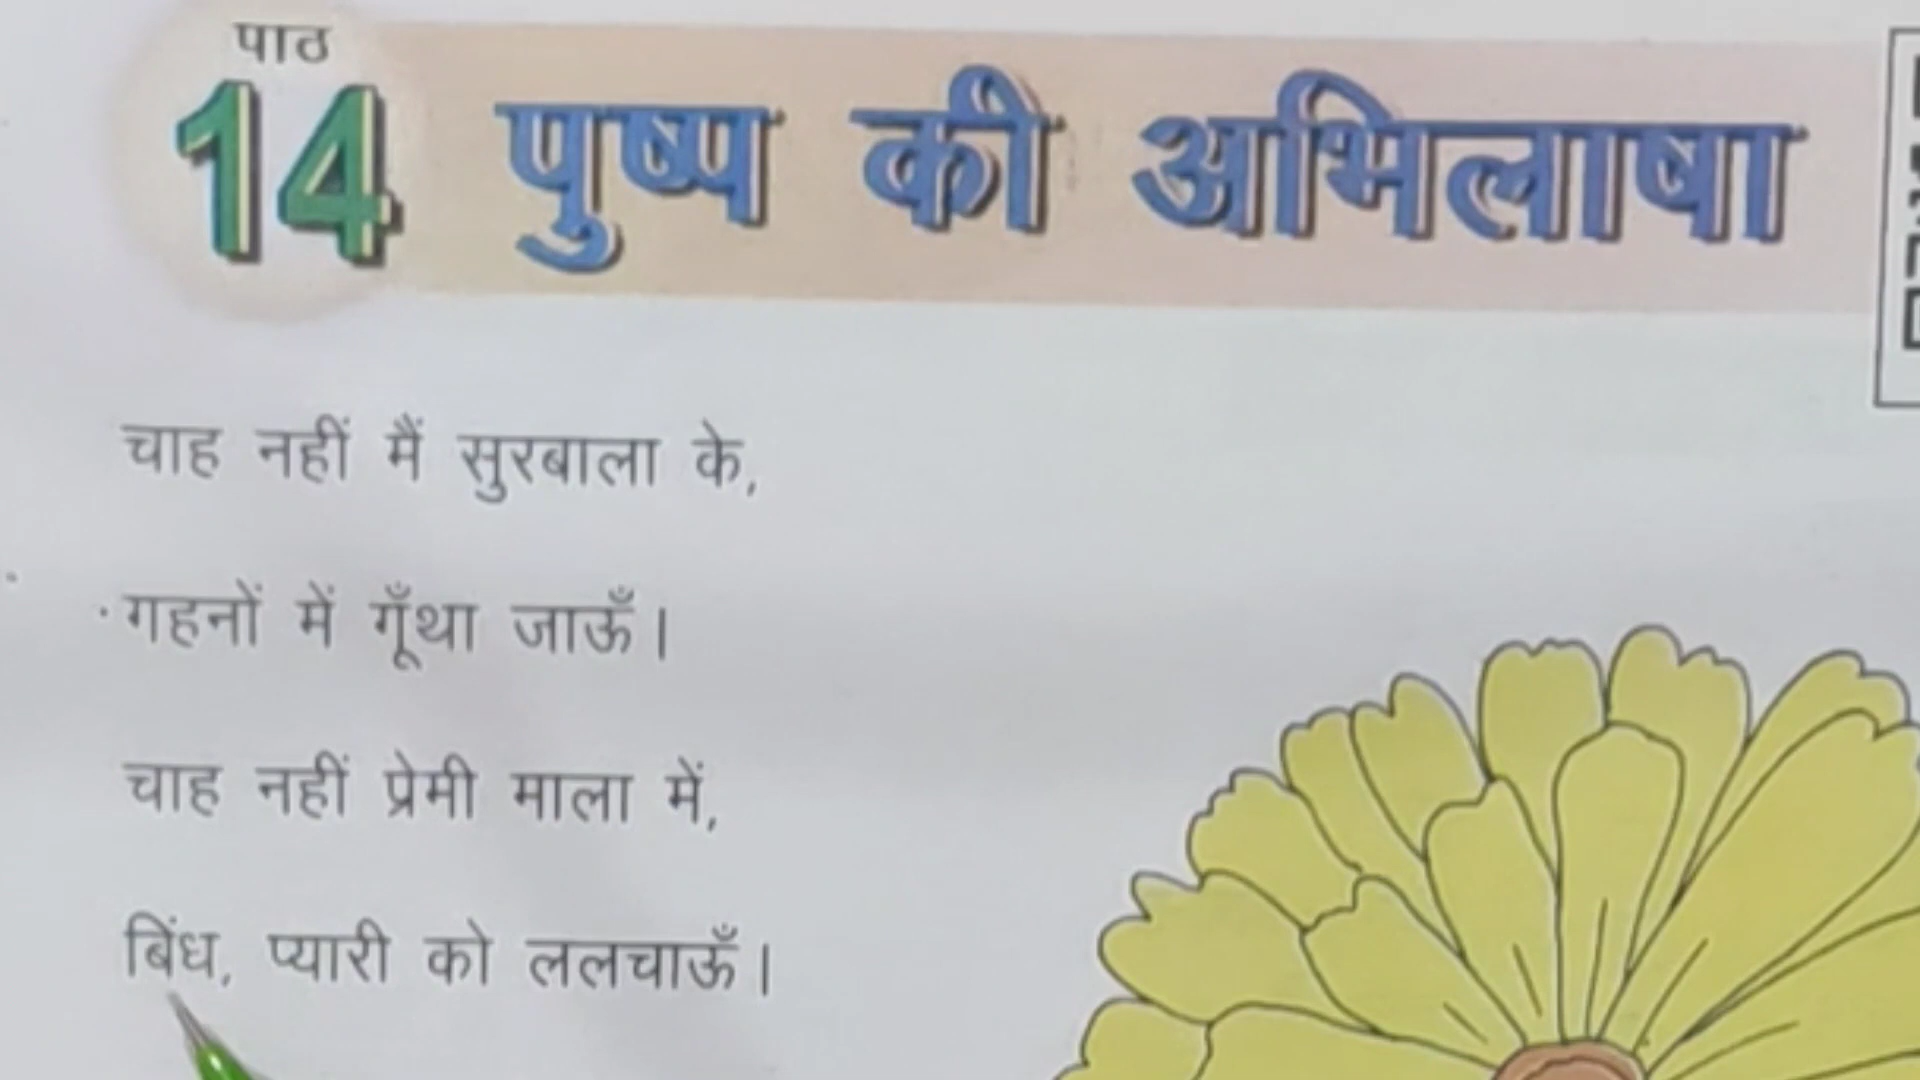 पाठ
14 पुष्प की अभिलाषा
चाह नहीं मैं सुरबाला के,
गहनों में गूँथा जाऊँ।
चाह नहीं प्रेमी माला में,
बिंध, प्यारी को ललचाऊँ।